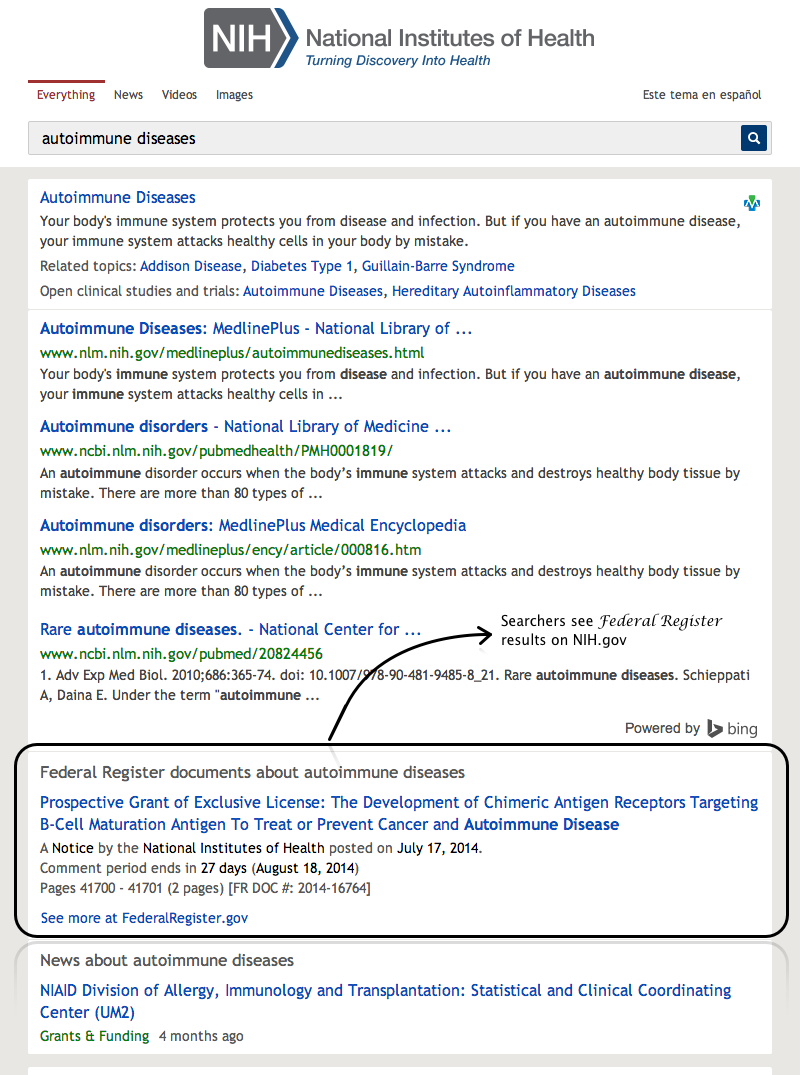 NIH National Institutes of Health
Turning Discovery Into Health
Everything News Videos Images Este tema en español
autoimmune diseases
Autoimmune Diseases
Your body's immune system protects you from disease and infection. But if you have an autoimmune disease,
your immune system attacks healthy cells in your body by mistake.
Related topics: Addison Disease, Diabetes Type 1, Guillain-Barre Syndrome
Open clinical studies and trials: Autoimmune Diseases, Hereditary Autoinflammatory Diseases
Autoimmune Diseases: MedlinePlus - National Library of ...
www.nlm.nih.gov/medlineplus/autoimmunediseases.html
Your body's immune system protects you from disease and infection. But if you have an autoimmune disease,
your immune system attacks healthy cells in ...
Autoimmune disorders - National Library of Medicine ...
www.ncbi.nlm.nih.gov/pubmedhealth/PMH0001819/
An autoimmune disorder occurs when the body’s immune system attacks and destroys healthy body tissue by
mistake. There are more than 80 types of ...
Autoimmune disorders: MedlinePlus Medical Encyclopedia
www.nlm.nih.gov/medlineplus/ency/article/000816.htm
An autoimmune disorder occurs when the body’s immune system attacks and destroys healthy body tissue by
mistake. There are more than 80 types of ...
Searchers see Federal Register
results on NIH.gov
Rare autoimmune diseases. - National Center for ...
www.ncbi.nlm.nih.gov/pubmed/20824456
1. Adv Exp Med Biol. 2010;686:365-74. doi: 10.1007/978-90-481-9485-8_21. Rare autoimmune diseases. Schieppati
A, Daina E. Under the term "autoimmune ...
Powered by bing
Federal Register documents about autoimmune diseases
Prospective Grant of Exclusive License: The Development of Chimeric Antigen Receptors Targeting
B-Cell Maturation Antigen To Treat or Prevent Cancer and Autoimmune Disease
A Notice by the National Institutes of Health posted on July 17, 2014.
Comment period ends in 27 days (August 18, 2014)
Pages 41700 - 41701 (2 pages) [FR DOC #: 2014-16764]
See more at FederalRegister.gov
News about autoimmune diseases
NIAID Division of Allergy, Immunology and Transplantation: Statistical and Clinical Coordinating
Center (UM2)
Grants & Funding 4 months ago